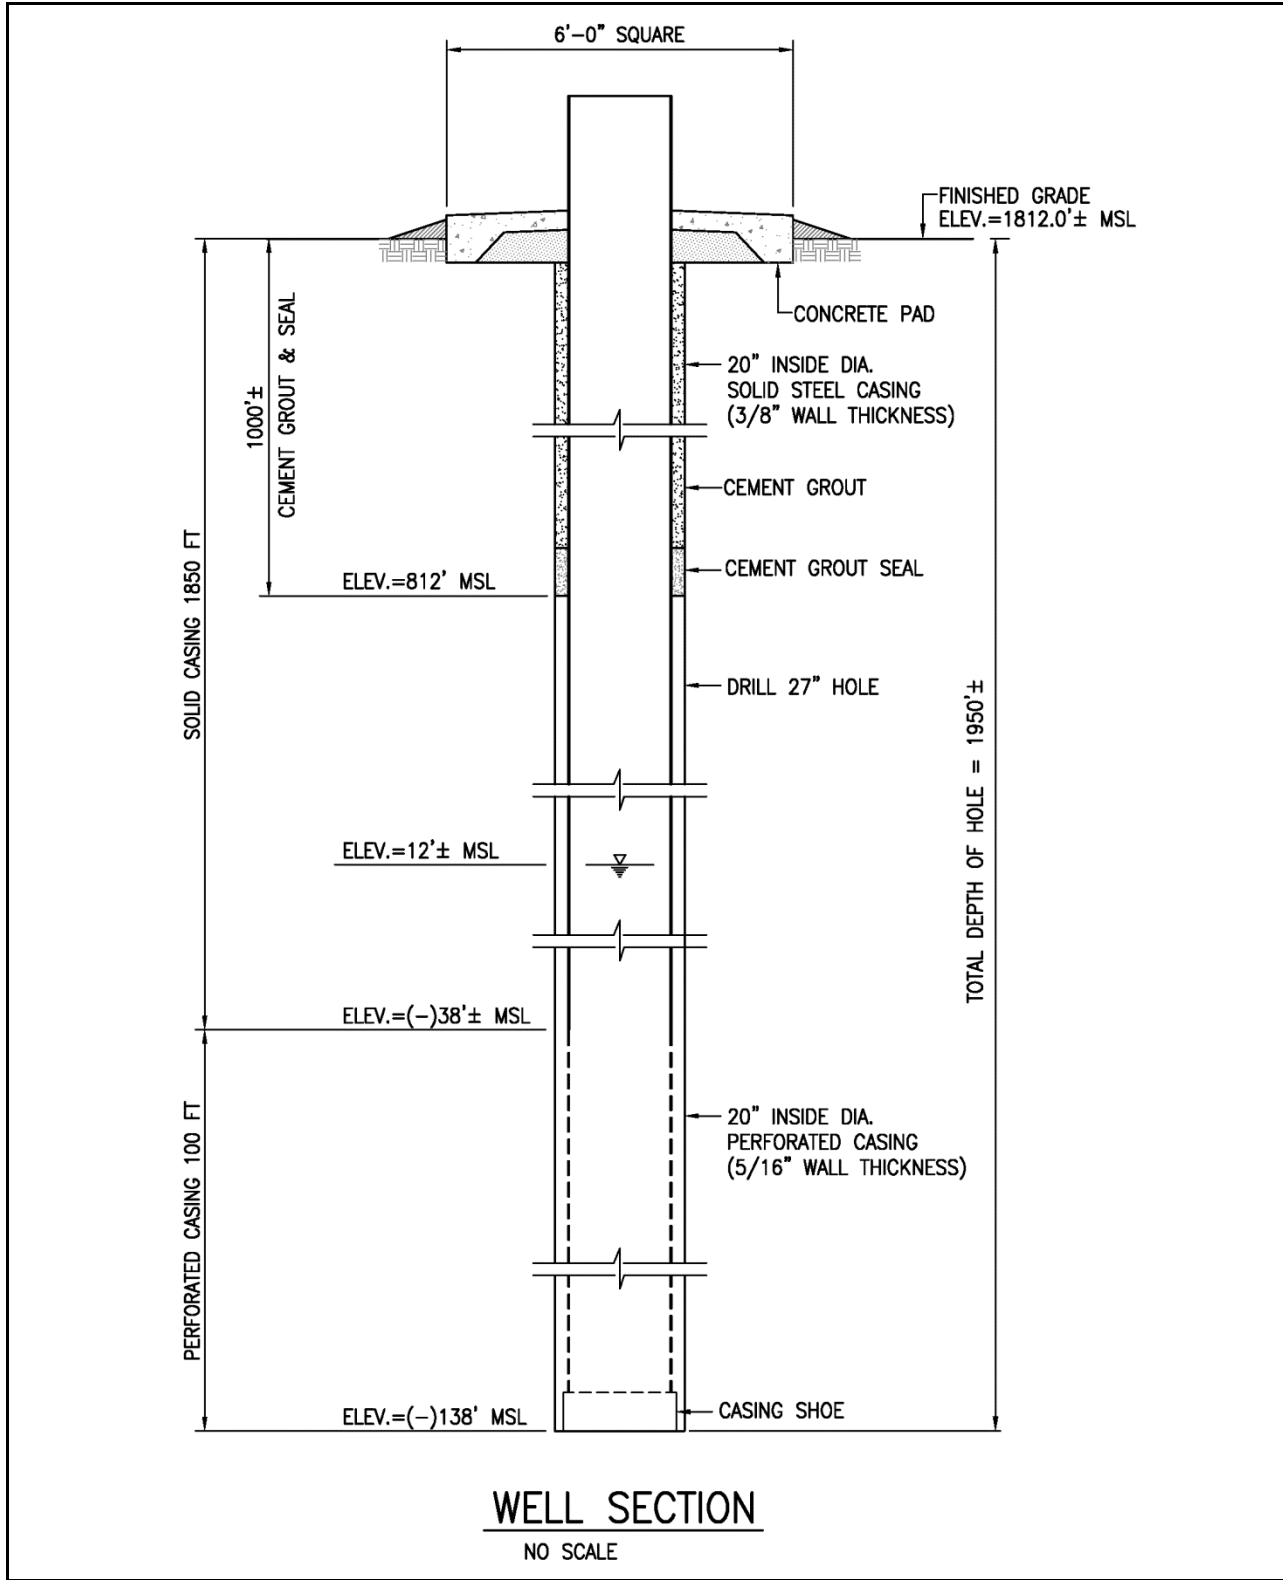 6'-0" SQUARE
FINISHED GRADE
ELEV.=1812.0'± MSL
CONCRETE PAD
20" INSIDE DIA.
SOLID STEEL CASING
(3/8" WALL THICKNESS)
1000'±
CEMENT GROUT & SEAL
CEMENT GROUT
CEMENT GROUT SEAL
ELEV.=812' MSL
SOLID CASING 1850 FT
DRILL 27" HOLE
TOTAL DEPTH OF HOLE = 1950'±
ELEV.=12'± MSL
ELEV.=(-)38'± MSL
20" INSIDE DIA.
PERFORATED CASING
(5/16" WALL THICKNESS)
PERFORATED CASING 100 FT
CASING SHOE
ELEV.=(-)138' MSL
WELL SECTION
NO SCALE